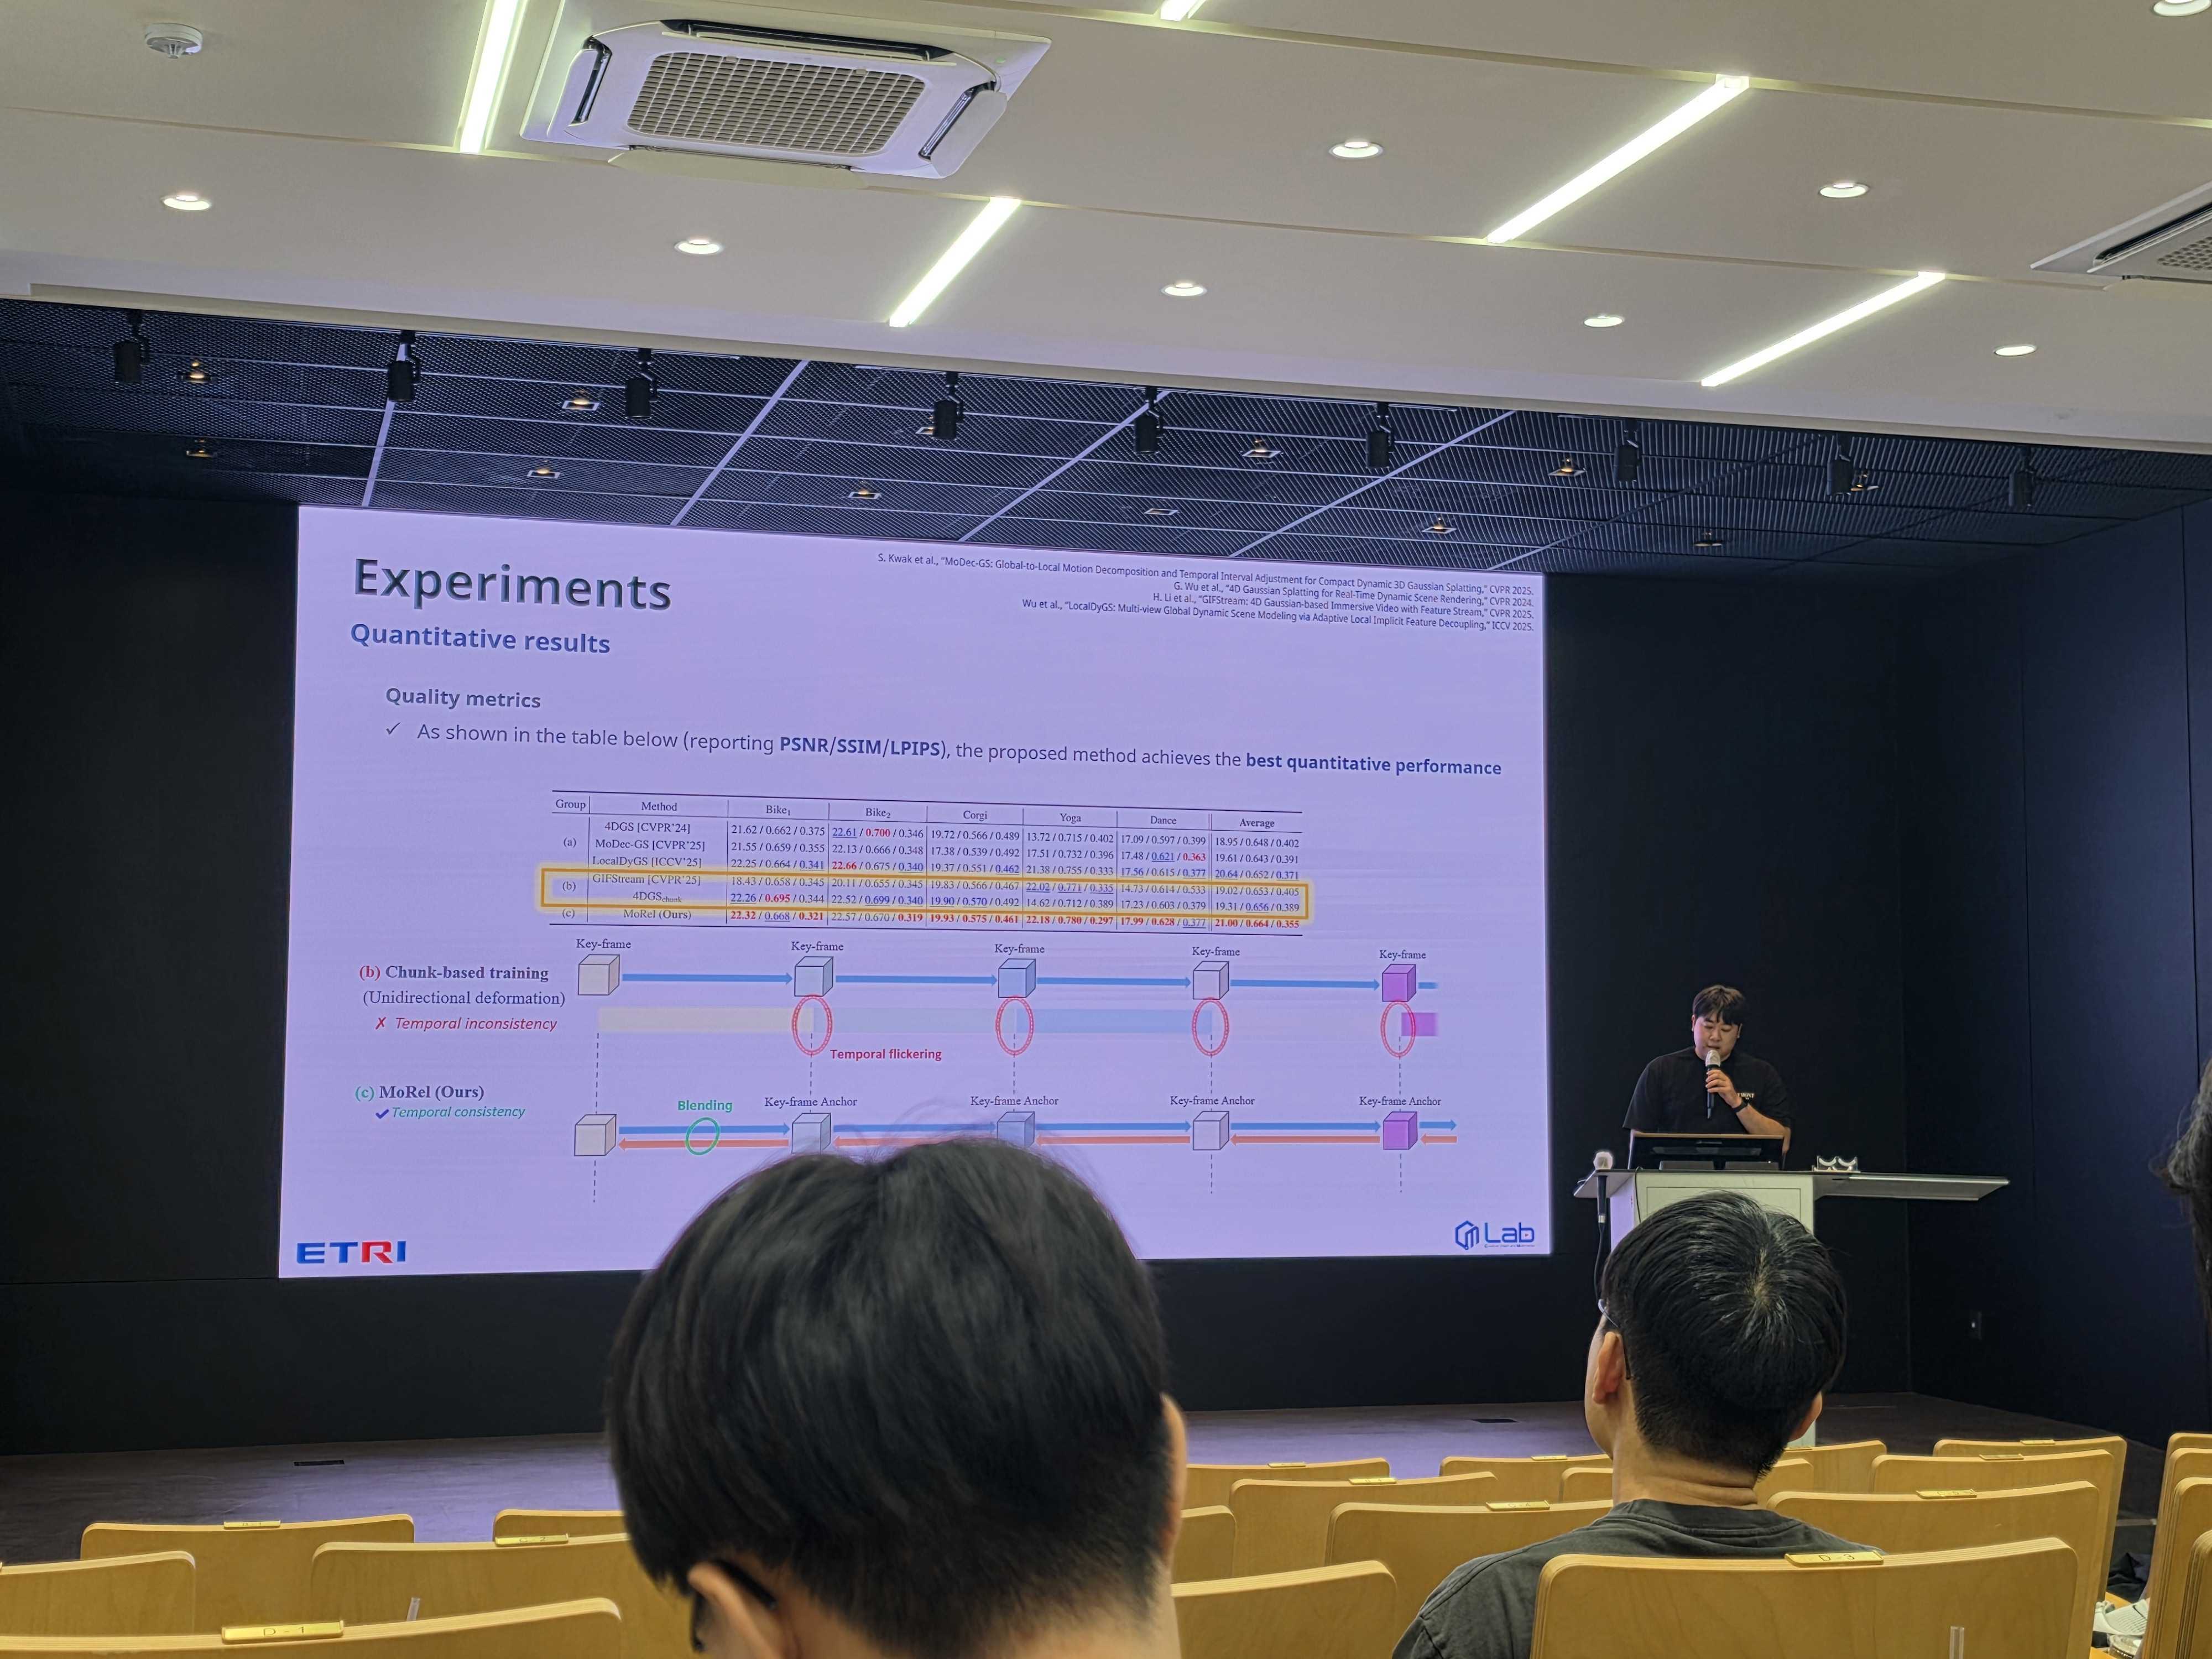 Experiments
S. Kwak et al., "MoDec-GS: Global-to-Local Motion Decomposition and Temporal Interval Adjustment for Compact Dynamic 3D Gaussian Splatting," CVPR 2025.
G. Wu et al., "4D Gaussian Splatting for Real-Time Dynamic Scene Rendering," CVPR 2024.
H. Li et al., "GIFStream: 4D Gaussian-based Immersive Video with Feature Stream," CVPR 2025.
Wu et al., "LocalDyGS: Multi-view Global Dynamic Scene Modeling via Adaptive Local Implicit Feature Decoupling," ICCV 2025.
Quantitative results
Quality metrics
✓ As shown in the table below (reporting PSNR/SSIM/LPIPS), the proposed method achieves the best quantitative performance
Group Method Bike₁ Bike₂ Corgi Yoga Dance Average
4DGS [CVPR'24] 21.62 / 0.662 / 0.375 22.61 / 0.700 / 0.346 19.72 / 0.566 / 0.489 13.72 / 0.715 / 0.402 17.09 / 0.597 / 0.399 18.95 / 0.648 / 0.402
(a) MoDec-GS [CVPR'25] 21.55 / 0.659 / 0.355 22.13 / 0.666 / 0.348 17.38 / 0.539 / 0.492 17.51 / 0.732 / 0.396 17.48 / 0.621 / 0.363 19.61 / 0.643 / 0.391
LocalDyGS [ICCV'25] 22.25 / 0.664 / 0.341 22.66 / 0.675 / 0.340 19.37 / 0.551 / 0.462 21.38 / 0.755 / 0.333 17.56 / 0.615 / 0.377 20.64 / 0.652 / 0.371
(b) GIFStream [CVPR'25] 18.43 / 0.658 / 0.345 20.11 / 0.655 / 0.345 19.83 / 0.566 / 0.467 22.02 / 0.771 / 0.335 14.73 / 0.614 / 0.533 19.02 / 0.653 / 0.405
4DGSchunk 22.26 / 0.695 / 0.344 22.52 / 0.699 / 0.340 19.90 / 0.570 / 0.492 14.62 / 0.712 / 0.389 17.23 / 0.603 / 0.379 19.31 / 0.656 / 0.389
(c) MoRel (Ours) 22.32 / 0.668 / 0.321 22.57 / 0.670 / 0.319 19.93 / 0.575 / 0.461 22.18 / 0.780 / 0.297 17.99 / 0.628 / 0.377 21.00 / 0.664 / 0.355
Key-frame Key-frame Key-frame Key-frame Key-frame
(b) Chunk-based training
(Unidirectional deformation)
✗ Temporal inconsistency
Temporal flickering
(c) MoRel (Ours)
✓ Temporal consistency
Blending
Key-frame Anchor Key-frame Anchor Key-frame Anchor Key-frame Anchor
ETRI
Lab
D-1
D-3